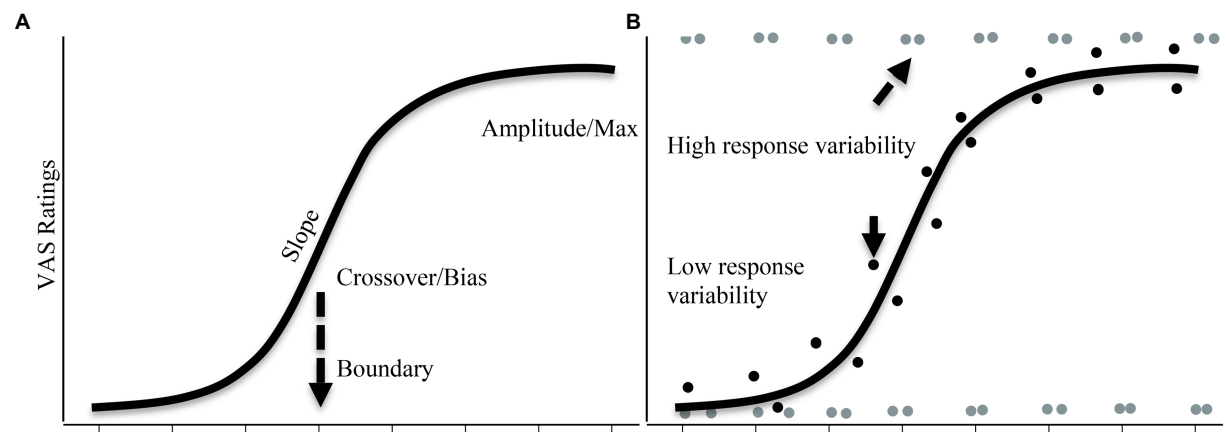 A
VAS Ratings
Slope
Amplitude/Max
Crossover/Bias
Boundary
B
High response variability
Low response
variability